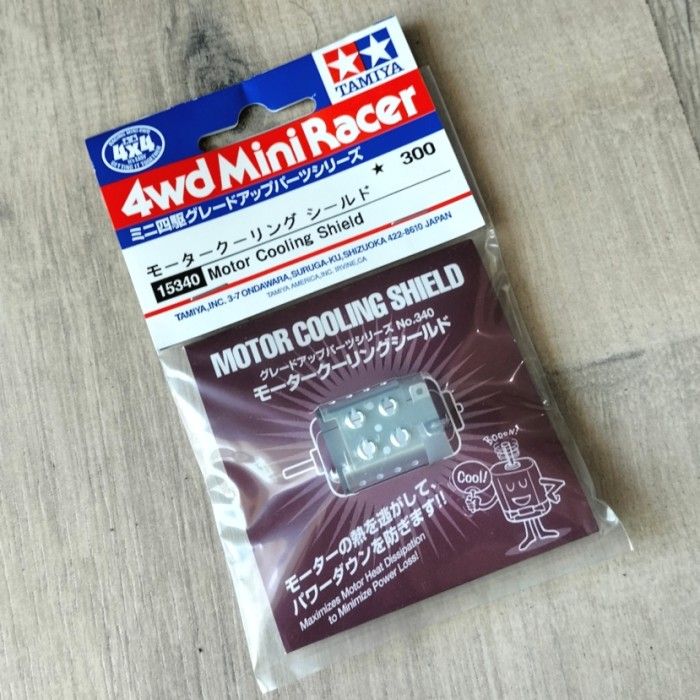 TAMIYA
4X4
4wd Mini Racer
ミニ四駆グレードアップパーツシリーズ
モータークーリング シールド ★ 300
15340 Motor Cooling Shield
TAMIYA,INC. 3-7 ONDAWARA, SURUGA-KU, SHIZUOKA 422-8610 JAPAN
TAMIYA AMERICA,INC. IRVINE,CA
MOTOR COOLING SHIELD
グレードアップパーツシリーズ No.340
モータークーリングシールド
BOOON!
Cool!
モーターの熱を逃がして、
パワーダウンを防ぎます!!
Maximizes Motor Heat Dissipation
to Minimize Power Loss!